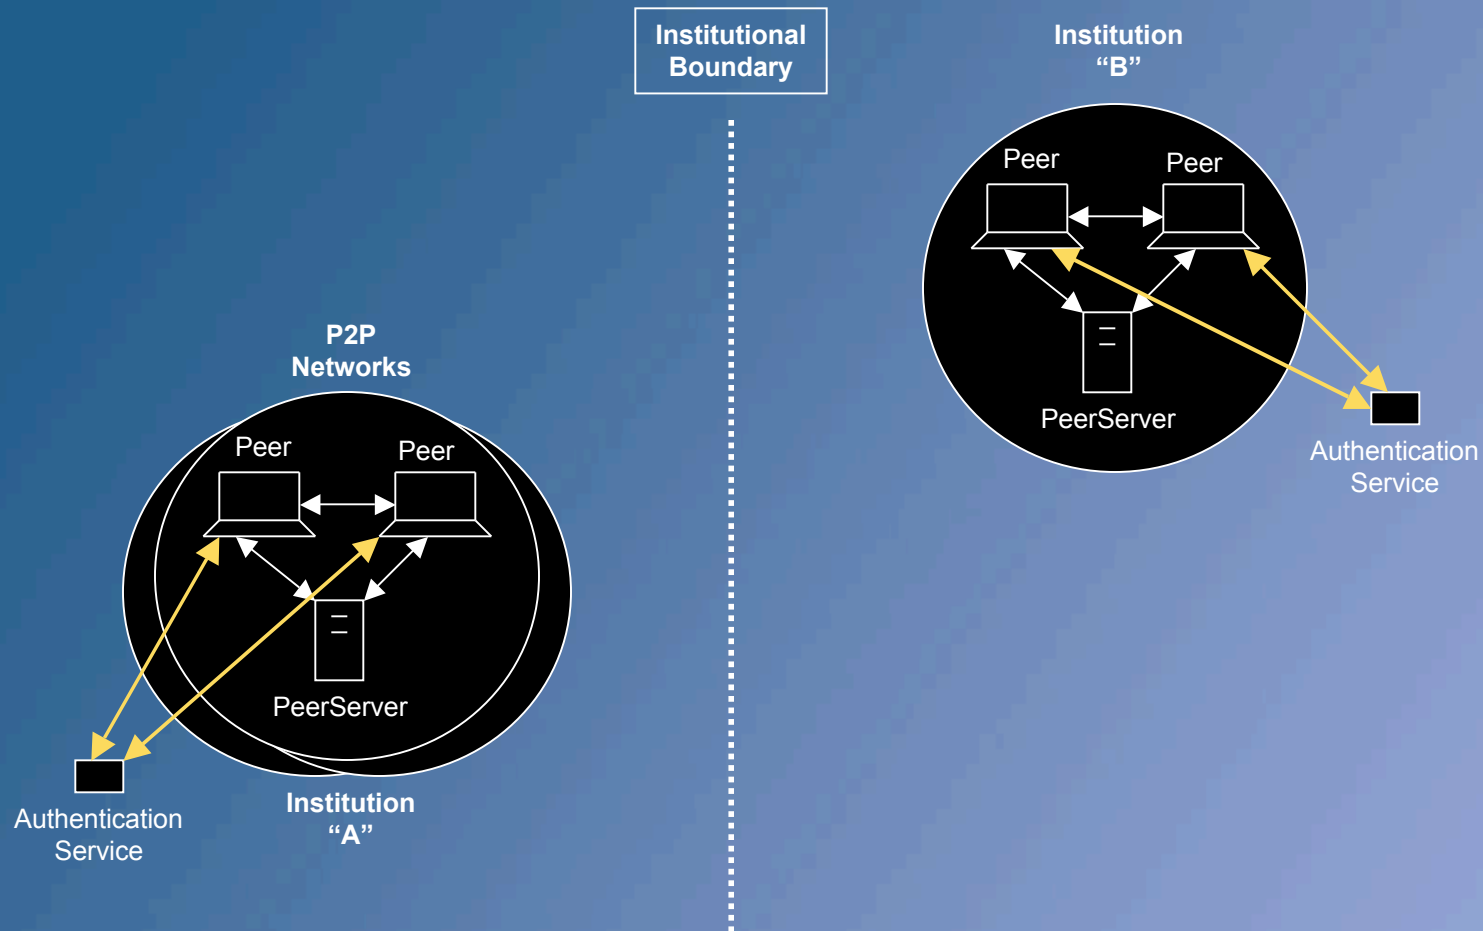 Institutional
Boundary
Institution
“B”
Peer
Peer
PeerServer
Authentication
Service
P2P
Networks
Peer
Peer
PeerServer
Institution
“A”
Authentication
Service